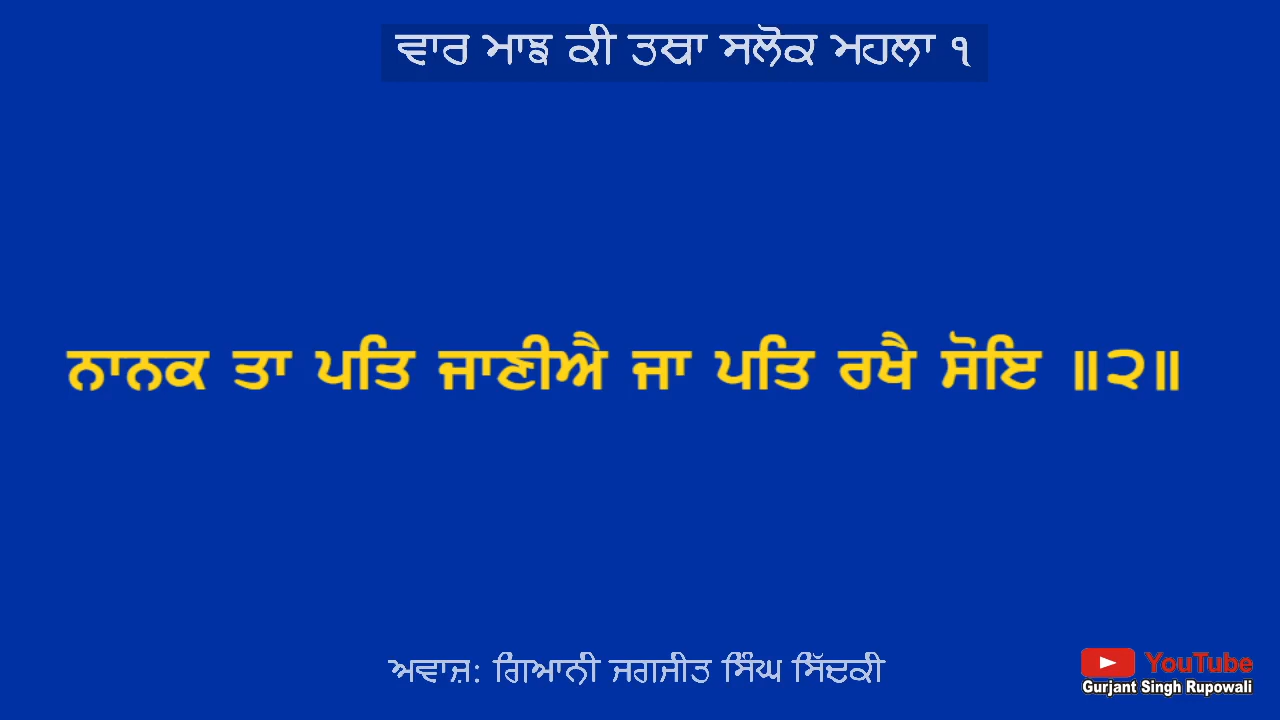 ਵਾਰ ਮਾਝ ਕੀ ਤਥਾ ਸਲੋਕ ਮਹਲਾ ੧
ਨਾਨਕ ਤਾ ਪਤਿ ਜਾਣੀਐ ਜਾ ਪਤਿ ਰਖੈ ਸੋਇ ॥੨॥
ਅਵਾਜ਼: ਗਿਆਨੀ ਜਗਜੀਤ ਸਿੰਘ ਸਿੱਦਕੀ
YouTube
Gurjant Singh Rupowali